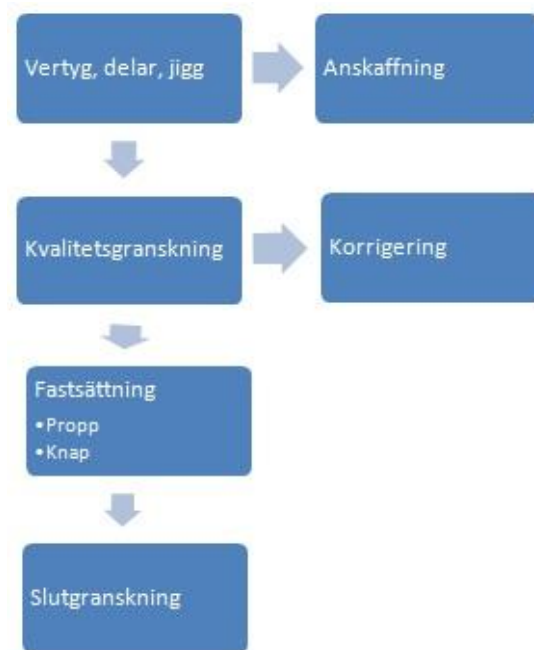 Vertyg, delar, jigg
Anskaffning
Kvalitetsgranskning
Korrigering
Fastsättning
•Propp
•Knap
Slutgranskning